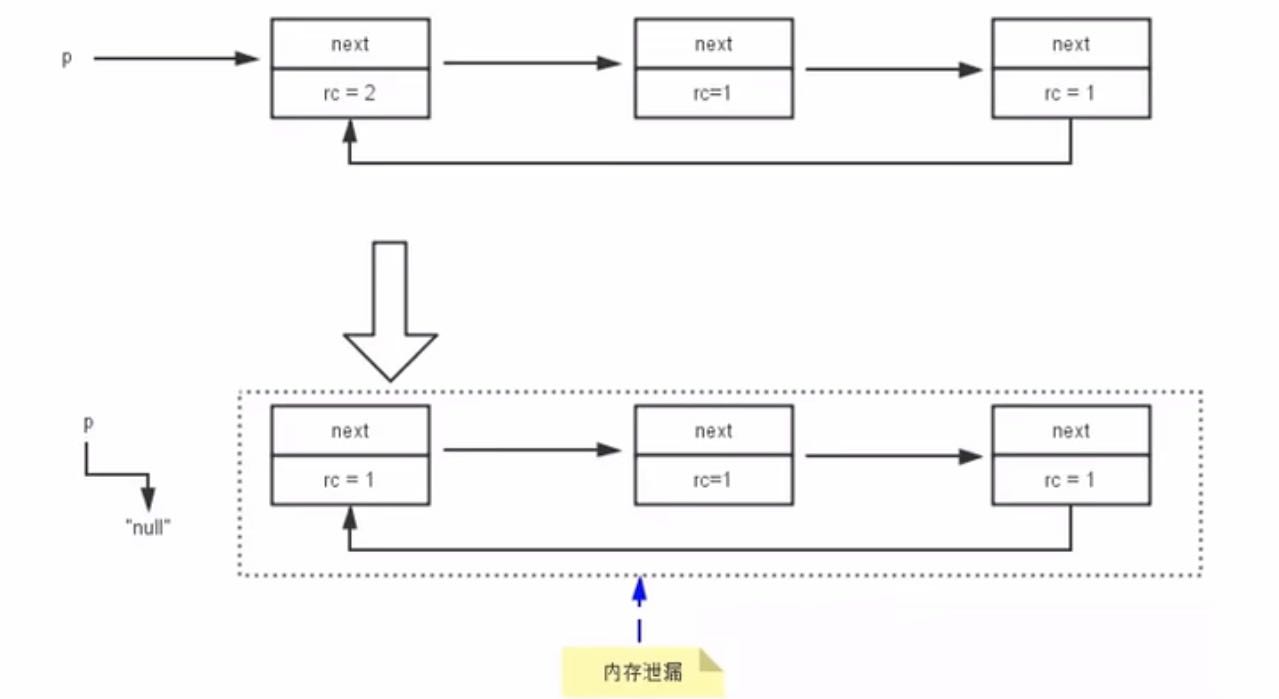 next
next
next
p
rc = 2
rc=1
rc = 1
p
next
next
next
rc = 1
rc=1
rc = 1
"null"
内存泄漏